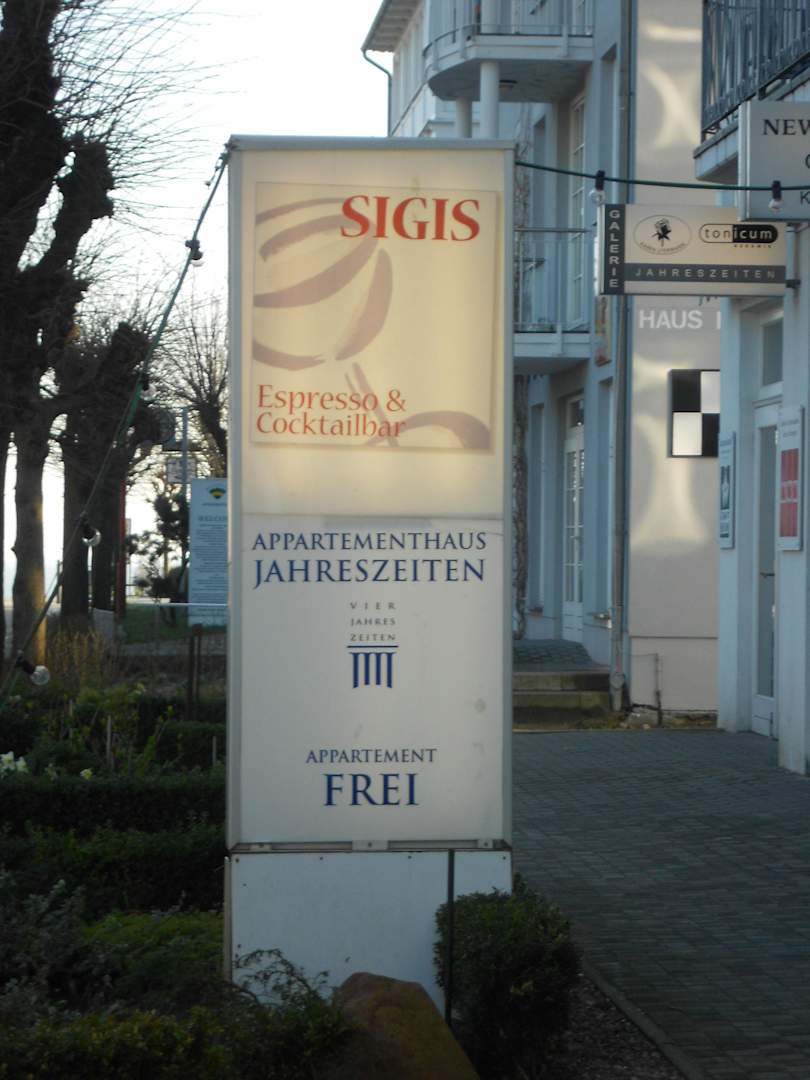 SIGIS
Espresso &
Cocktailbar
APPARTEMENTHAUS
JAHRESZEITEN
VIER
JAHRES
ZEITEN
APPARTEMENT
FREI
NEW
GALERIE
tonicum
JAHRESZEITEN
HAUS